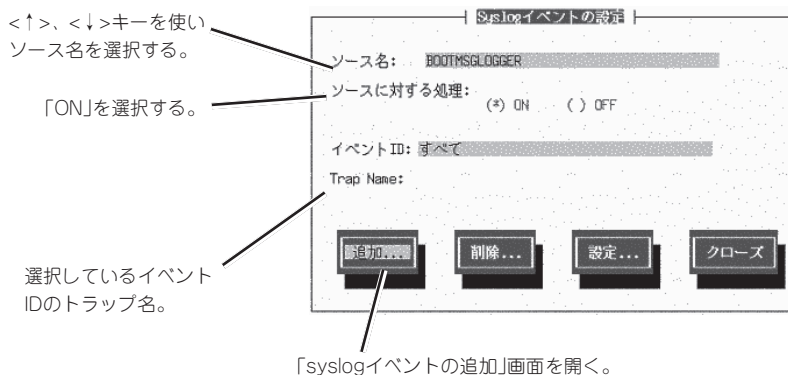 <↑>、<↓>キーを使い
ソース名を選択する。
「ON」を選択する。
選択しているイベント
IDのトラップ名。
Syslogイベントの設定
ソース名: BOOTMSGLOGGER
ソースに対する処理:
(*) ON ( ) OFF
イベントID: すべて
Trap Name:
追加... 削除... 設定... クローズ
「syslogイベントの追加」画面を開く。